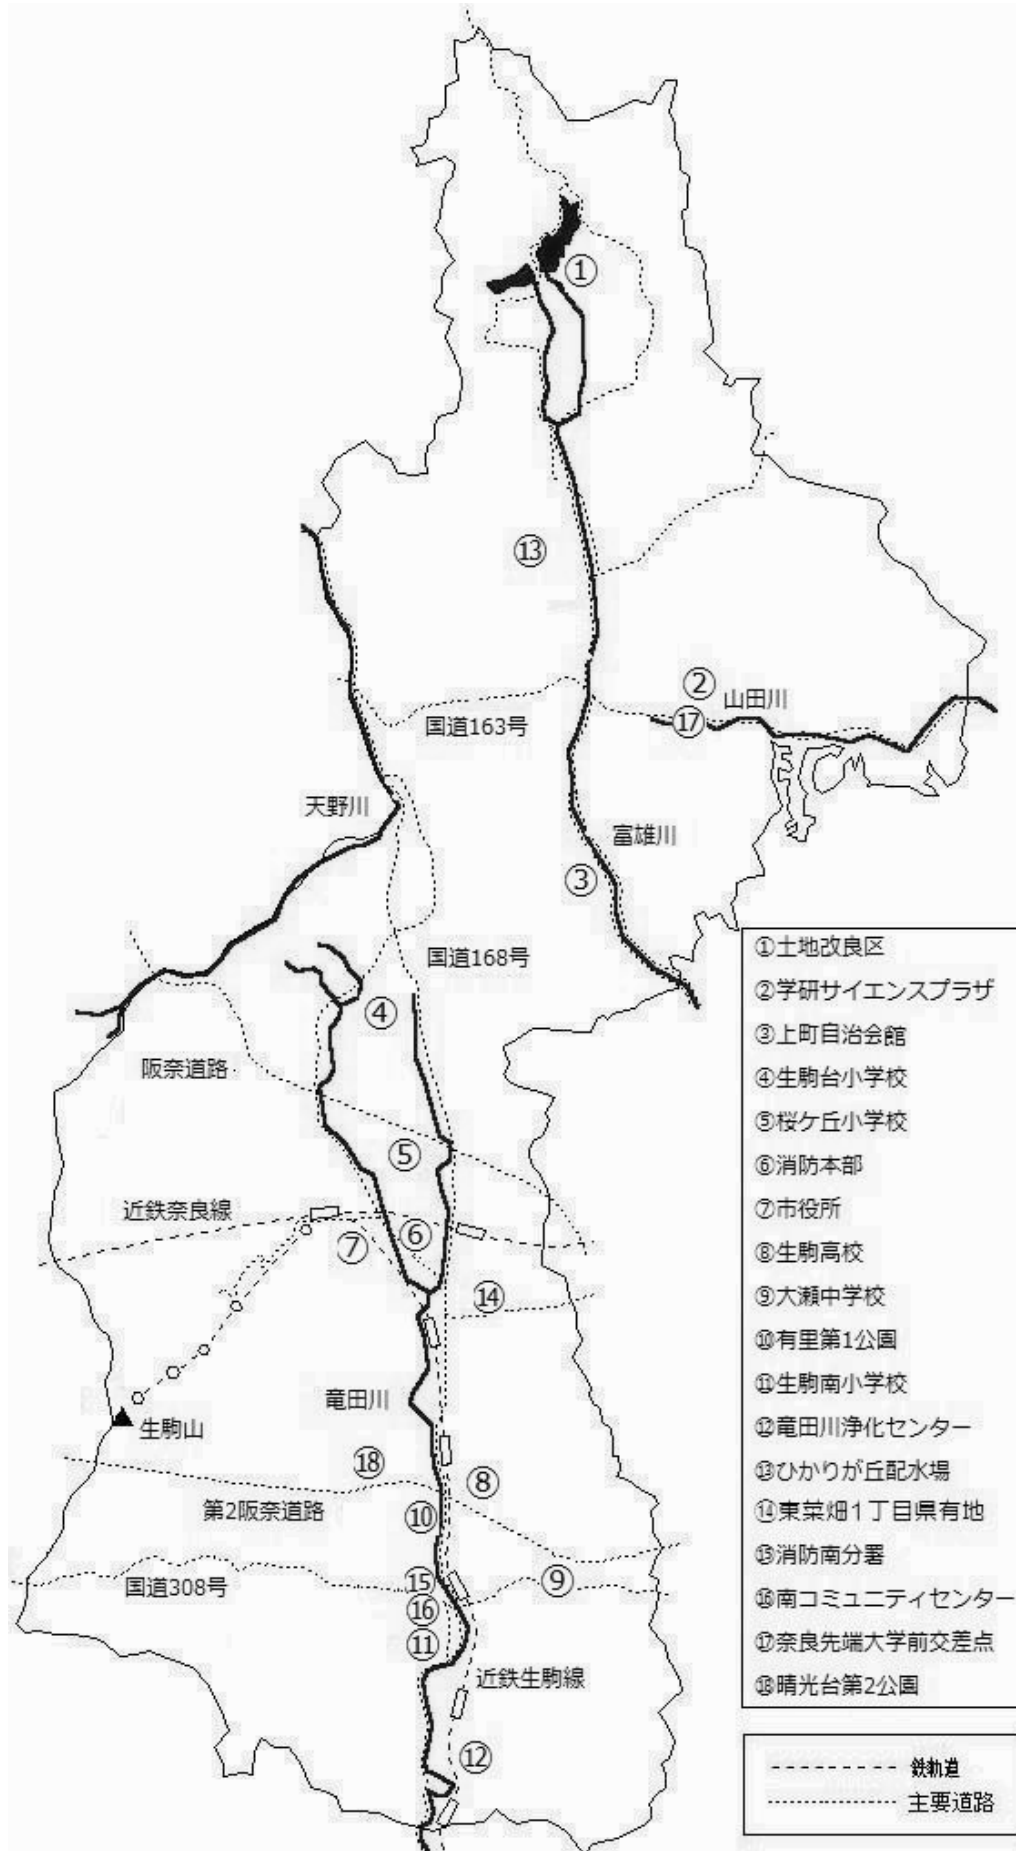 ①
⑬
②
山田川
国道163号
⑰
天野川
富雄川
③
国道168号
④
阪奈道路
⑤
近鉄奈良線
⑥
⑦
⑭
竜田川
生駒山
⑱
⑧
第2阪奈道路
⑩
国道308号
⑮
⑨
⑯
⑪
近鉄生駒線
⑫
①土地改良区
②学研サイエンスプラザ
③上町自治会館
④生駒台小学校
⑤桜ケ丘小学校
⑥消防本部
⑦市役所
⑧生駒高校
⑨大瀬中学校
⑩有里第1公園
⑪生駒南小学校
⑫竜田川浄化センター
⑬ひかりが丘配水場
⑭東菜畑1丁目県有地
⑮消防南分署
⑯南コミュニティセンター
⑰奈良先端大学前交差点
⑱晴光台第2公園
鉄軌道
主要道路